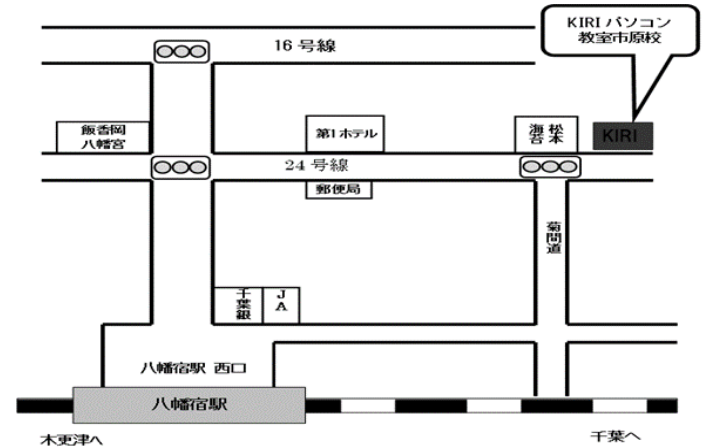 KIRI パソコン
教室市原校
16 号線
飯香岡
八幡宮
第1ホテル
松本
海苔
KIRI
24 号線
郵便局
菊間道
千葉銀
JA
八幡宿駅 西口
八幡宿駅
木更津へ
千葉へ